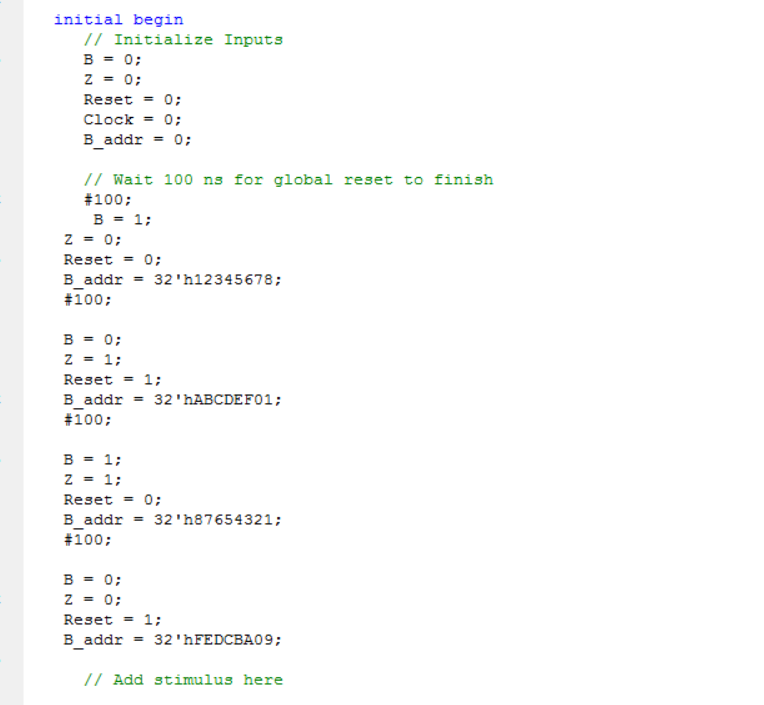 initial begin
// Initialize Inputs
B = 0;
Z = 0;
Reset = 0;
Clock = 0;
B_addr = 0;
// Wait 100 ns for global reset to finish
#100;
B = 1;
Z = 0;
Reset = 0;
B_addr = 32'h12345678;
#100;
B = 0;
Z = 1;
Reset = 1;
B_addr = 32'hABCDEF01;
#100;
B = 1;
Z = 1;
Reset = 0;
B_addr = 32'h87654321;
#100;
B = 0;
Z = 0;
Reset = 1;
B_addr = 32'hFEDCBA09;
// Add stimulus here